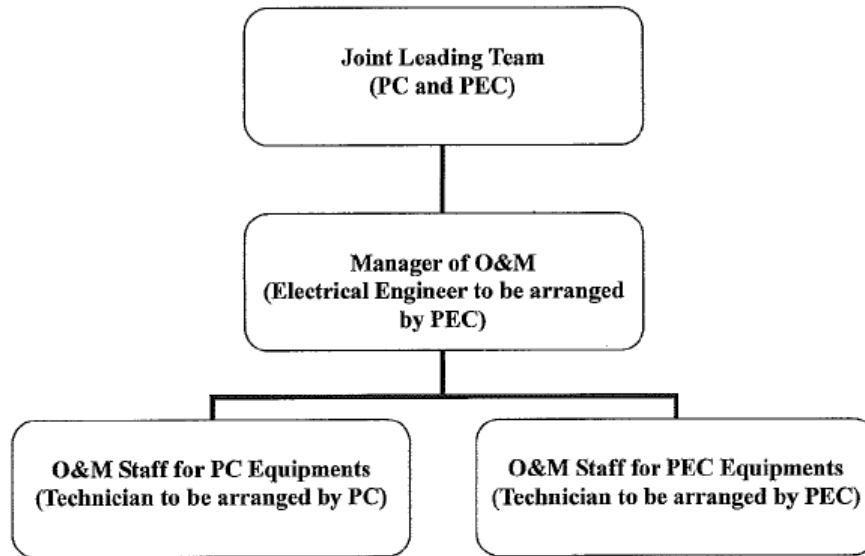 Joint Leading Team
(PC and PEC)
Manager of O&M
(Electrical Engineer to be arranged
by PEC)
O&M Staff for PC Equipments
(Technician to be arranged by PC)
O&M Staff for PEC Equipments
(Technician to be arranged by PEC)